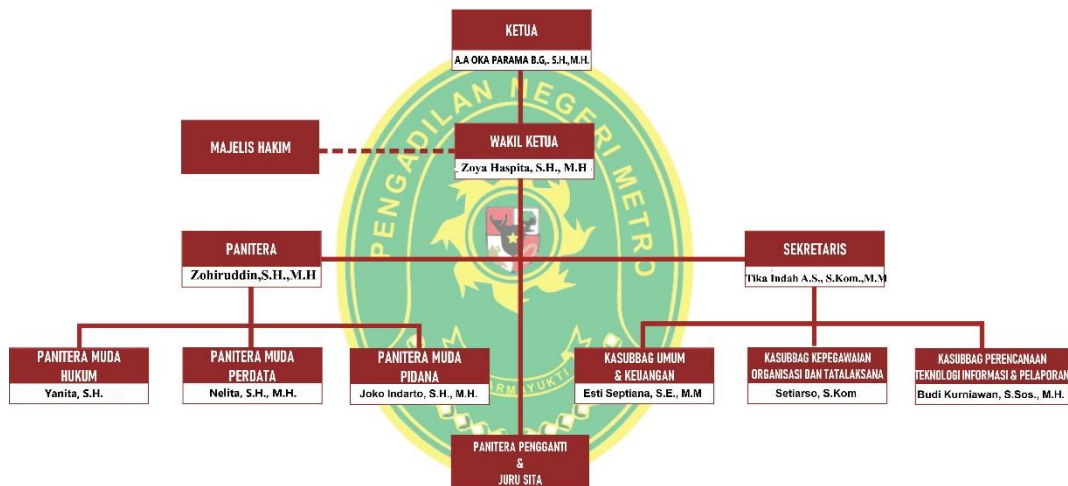 KETUA
A.A OKA PARAMA B.G,. S.H.,M.H.
PENGADILAN NEGERI METRO
MAJELIS HAKIM
WAKIL KETUA
. Zoya Haspita, S.H., M.H
PANITERA
Zohiruddin,S.H.,M.H
SEKRETARIS
Tika Indah A.S., S.Kom.,M.M
PANITERA MUDA
HUKUM
Yanita, S.H.
PANITERA MUDA
PERDATA
Nelita, S.H., M.H.
PANITERA MUDA
PIDANA
Joko Indarto, S.H., M.H.
KASUBBAG UMUM
& KEUANGAN
Esti Septiana, S.E., M.M
KASUBBAG KEPEGAWAIAN
ORGANISASI DAN TATALAKSANA
Setiarso, S.Kom
KASUBBAG PERENCANAAN
TEKNOLOGI INFORMASI & PELAPORAN
Budi Kurniawan, S.Sos., M.H.
RMAYUKTI
PANITERA PENGGANTI
&
JURU SITA